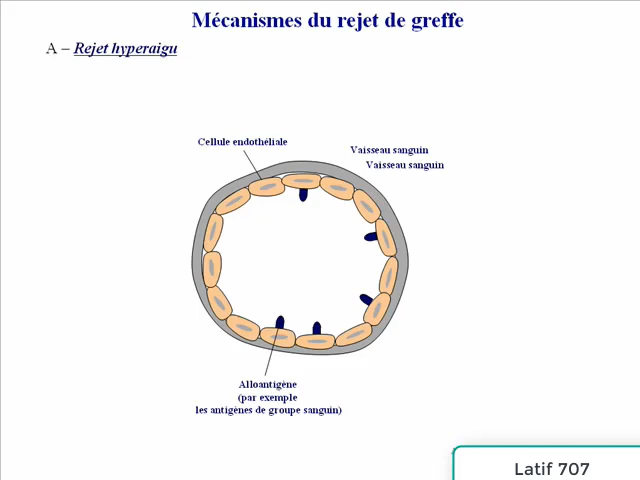 Mécanismes du rejet de greffe
A – Rejet hyperaigu
Cellule endothéliale
Vaisseau sanguin
Vaisseau sanguin
Alloantigène
(par exemple
les antigènes de groupe sanguin)
Latif 707